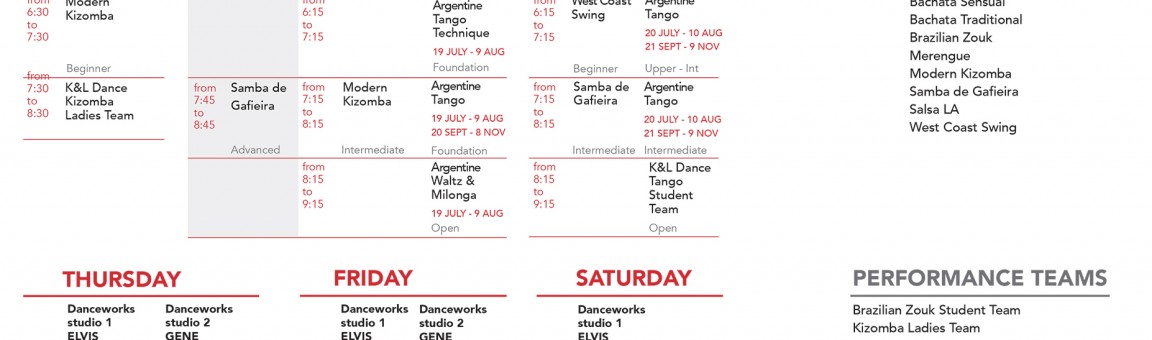 from
6:30
to
7:30
Modern
Kizomba
Beginner
from
7:30
to
8:30
K&L Dance
Kizomba
Ladies Team
from
7:45
to
8:45
Samba de
Gafieira
Advanced
from
6:15
to
7:15
Argentine
Tango
Technique
19 JULY - 9 AUG
Foundation
from
7:15
to
8:15
Modern
Kizomba
Intermediate
Argentine
Tango
19 JULY - 9 AUG
20 SEPT - 8 NOV
Foundation
from
8:15
to
9:15
Argentine
Waltz &
Milonga
19 JULY - 9 AUG
Open
from
6:15
to
7:15
West Coast
Swing
Beginner
Argentine
Tango
20 JULY - 10 AUG
21 SEPT - 9 NOV
Upper - Int
from
7:15
to
8:15
Samba de
Gafieira
Intermediate
Argentine
Tango
20 JULY - 10 AUG
21 SEPT - 9 NOV
Intermediate
from
8:15
to
9:15
K&L Dance
Tango
Student
Team
Open
Bachata Sensual
Bachata Traditional
Brazilian Zouk
Merengue
Modern Kizomba
Samba de Gafieira
Salsa LA
West Coast Swing
THURSDAY
Danceworks
studio 1
ELVIS
Danceworks
studio 2
GENE
FRIDAY
Danceworks
studio 1
ELVIS
Danceworks
studio 2
GENE
SATURDAY
Danceworks
studio 1
ELVIS
PERFORMANCE TEAMS
Brazilian Zouk Student Team
Kizomba Ladies Team